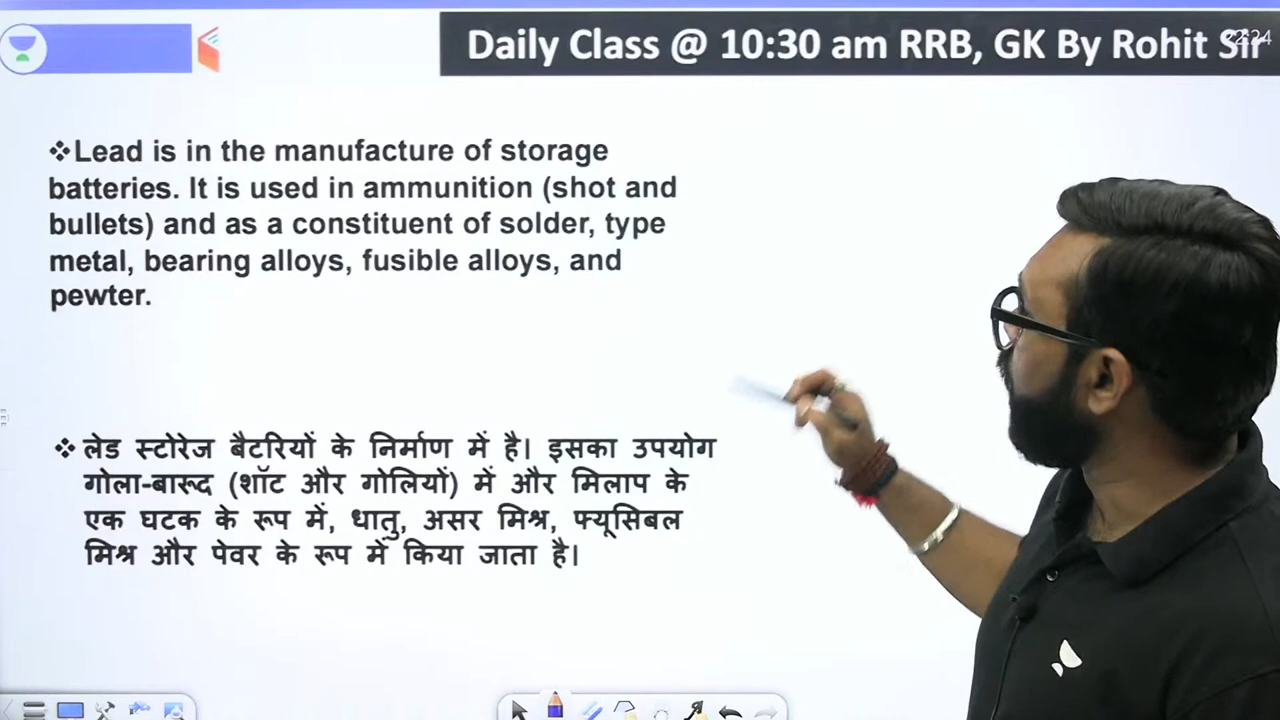 Daily Class @ 10:30 am RRB, GK By Rohit Sir
❖Lead is in the manufacture of storage
batteries. It is used in ammunition (shot and
bullets) and as a constituent of solder, type
metal, bearing alloys, fusible alloys, and
pewter.
❖ लेड स्टोरेज बैटरियों के निर्माण में है। इसका उपयोग
गोला-बारूद (शॉट और गोलियों) में और मिलाप के
एक घटक के रूप में, धातु, असर मिश्र, फ्यूसिबल
मिश्र और पेवर के रूप में किया जाता है।